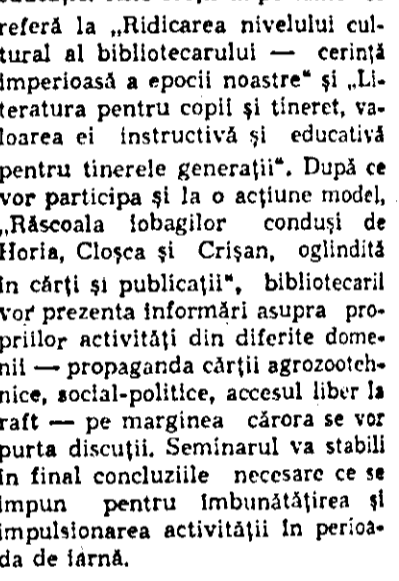 referă la „Ridicarea nivelului cul-
tural al bibliotecarului — cerință
imperioasă a epocii noastre“ și „Li-
teratura pentru copii și tineret, va-
loarea ei instructivă și educativă
pentru tinerele generații“. După ce
vor participa și la o acțiune model,
„Răscoala iobagilor conduși de
Horia, Cloșca și Crișan, oglindită
în cărți și publicații“, bibliotecarii
vor prezenta informări asupra pro-
priilor activități din diferite dome-
nii — propaganda cărții agrozooteh-
nice, social-politice, accesul liber la
raft — pe marginea cărora se vor
purta discuții. Seminarul va stabili
în final concluziile necesare ce se
impun pentru îmbunătățirea și
impulsionarea activității în perioa-
da de iarnă.